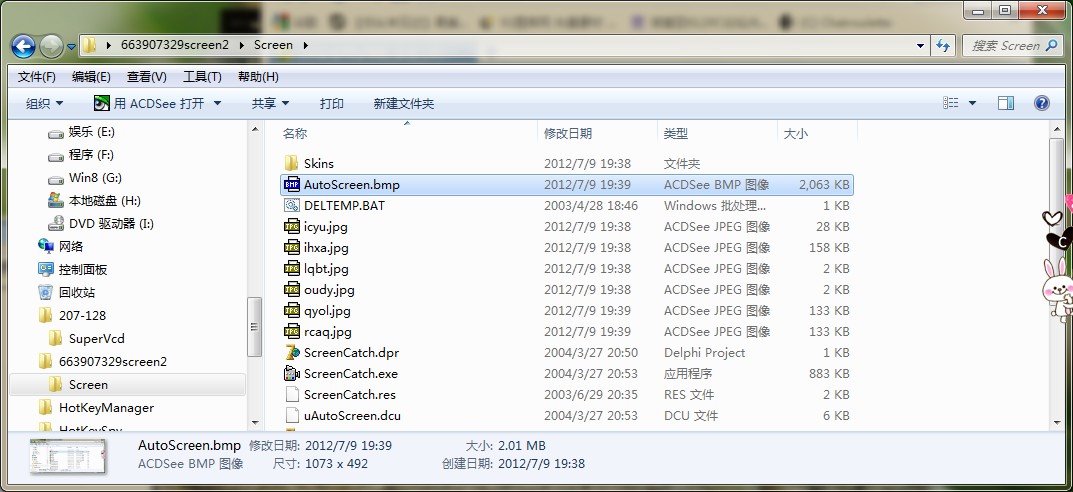 663907329screen2 Screen 搜索 Screen
文件(F) 编辑(E) 查看(V) 工具(T) 帮助(H)
组织 用 ACDSee 打开 共享 打印 新建文件夹
娱乐 (E:)
程序 (F:)
Win8 (G:)
本地磁盘 (H:)
DVD 驱动器 (I:)
网络
控制面板
回收站
207-128
SuperVcd
663907329screen2
Screen
HotKeyManager
HotKeySpy
名称 修改日期 类型 大小
Skins 2012/7/9 19:38 文件夹
AutoScreen.bmp 2012/7/9 19:39 ACDSee BMP 图像 2,063 KB
DELTEMP.BAT 2003/4/28 18:46 Windows 批处理... 1 KB
icyu.jpg 2012/7/9 19:38 ACDSee JPEG 图像 28 KB
ihxa.jpg 2012/7/9 19:38 ACDSee JPEG 图像 158 KB
lqbt.jpg 2012/7/9 19:38 ACDSee JPEG 图像 2 KB
oudy.jpg 2012/7/9 19:38 ACDSee JPEG 图像 2 KB
qyol.jpg 2012/7/9 19:39 ACDSee JPEG 图像 133 KB
rcaq.jpg 2012/7/9 19:39 ACDSee JPEG 图像 133 KB
ScreenCatch.dpr 2004/3/27 20:50 Delphi Project 1 KB
ScreenCatch.exe 2004/3/27 20:53 应用程序 883 KB
ScreenCatch.res 2003/6/29 20:35 RES 文件 2 KB
uAutoScreen.dcu 2004/3/27 20:53 DCU 文件 6 KB
AutoScreen.bmp 修改日期: 2012/7/9 19:39 大小: 2.01 MB
ACDSee BMP 图像 尺寸: 1073 x 492 创建日期: 2012/7/9 19:38